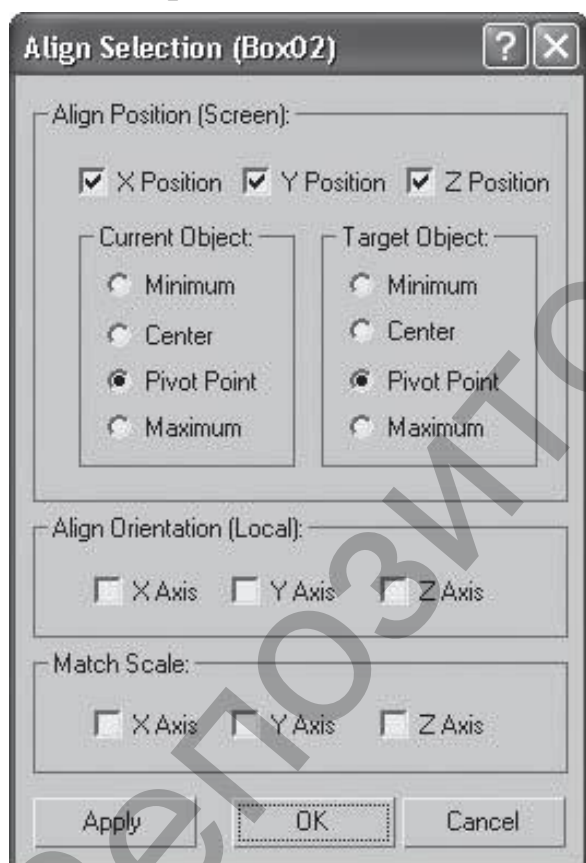 Align Selection (Box02)
Align Position (Screen):
X Position Y Position Z Position
Current Object:
Minimum
Center
Pivot Point
Maximum
Target Object:
Minimum
Center
Pivot Point
Maximum
Align Orientation (Local):
X Axis Y Axis Z Axis
Match Scale:
X Axis Y Axis Z Axis
Apply OK Cancel